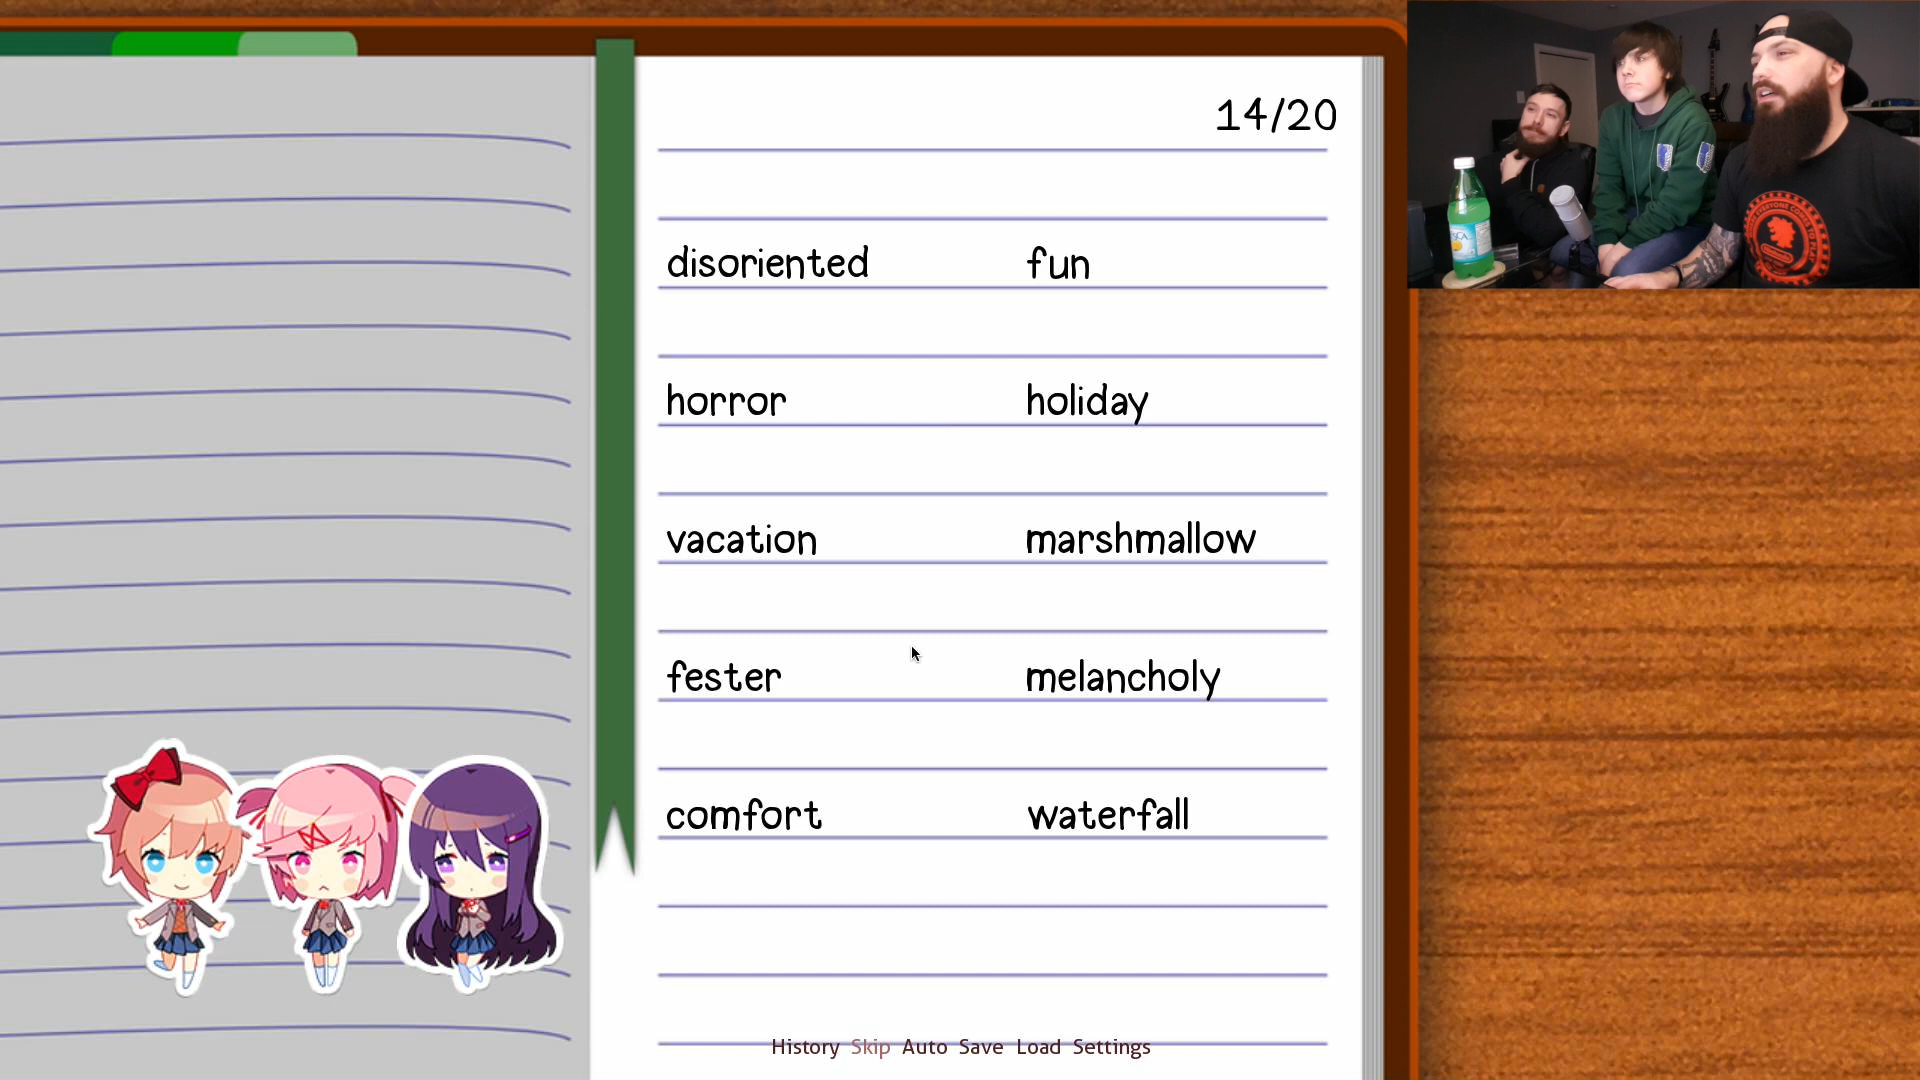 14/20
disoriented fun
horror holiday
vacation marshmallow
fester melancholy
comfort waterfall
History Skip Auto Save Load Settings